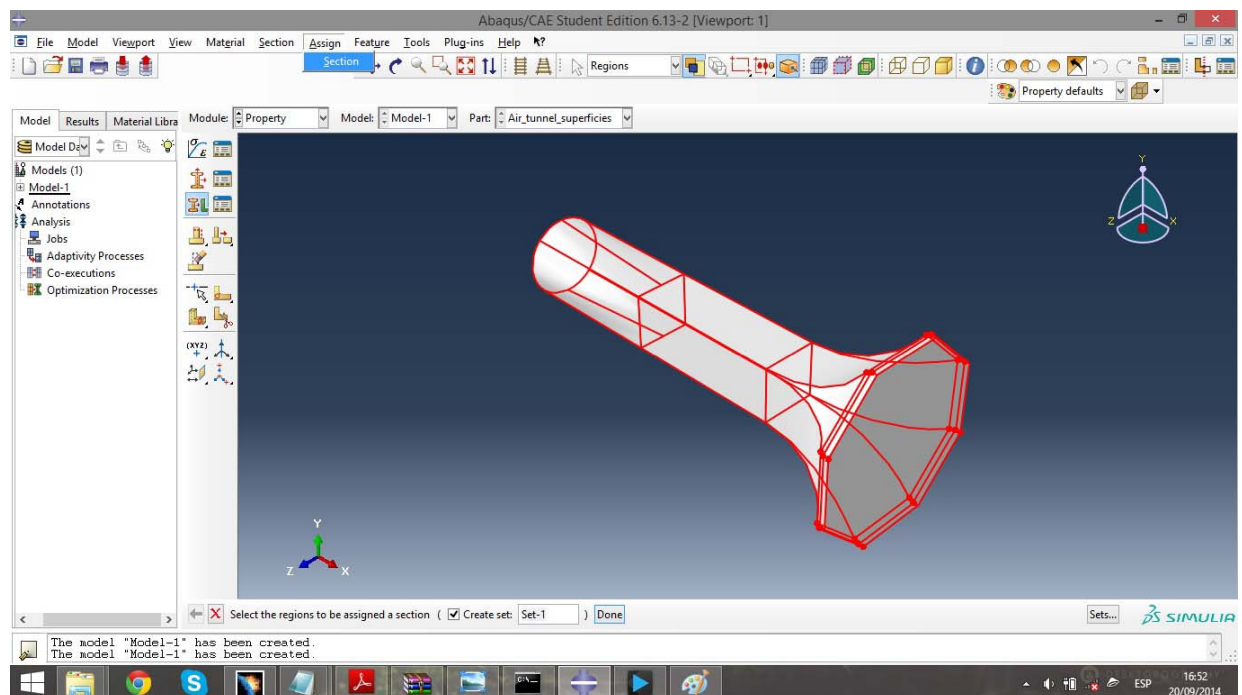 Abaqus/CAE Student Edition 6.13-2 [Viewport: 1]
File Model Viewport View Material Section Assign Feature Tools Plug-ins Help
Section
Regions
Property defaults
Model Results Material Libra
Module: Property Model: Model-1 Part: Air_tunnel_superficies
Model Da
Models (1)
Model-1
Annotations
Analysis
Jobs
Adaptivity Processes
Co-executions
Optimization Processes
(XYZ)
Y
Z X
Y
Z X
Select the regions to be assigned a section ( Create set: Set-1 ) Done
Sets...
SIMULIA
The model "Model-1" has been created.
The model "Model-1" has been created.
ESP
16:52
20/09/2014